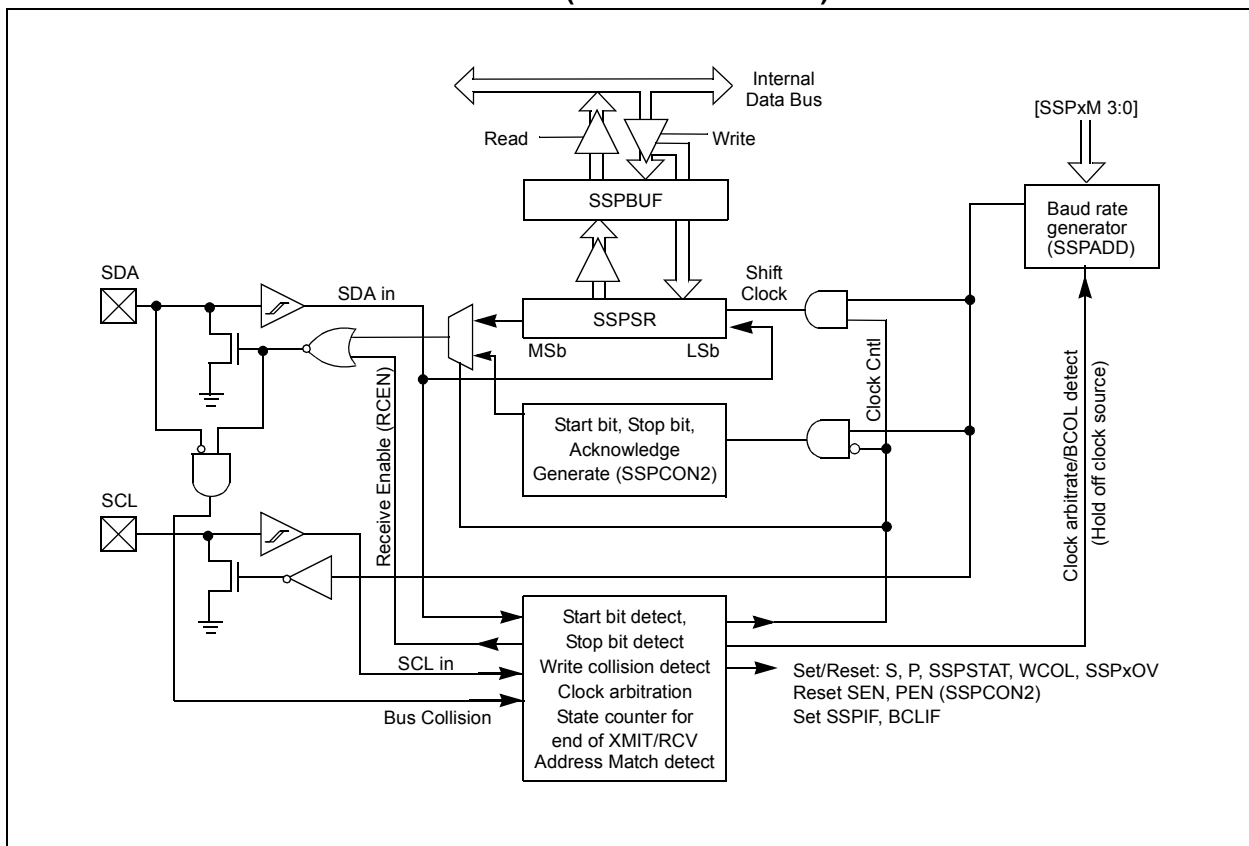 Internal
Data Bus
[SSPxM 3:0]
Read
Write
SSPBUF
Baud rate
generator
(SSPADD)
SDA
SDA in
Shift
Clock
SSPSR
MSb
LSb
Clock Cntl
Receive Enable (RCEN)
Start bit, Stop bit,
Acknowledge
Generate (SSPCON2)
Clock arbitrate/BCOL detect
(Hold off clock source)
SCL
SCL in
Bus Collision
Start bit detect,
Stop bit detect
Write collision detect
Clock arbitration
State counter for
end of XMIT/RCV
Address Match detect
Set/Reset: S, P, SSPSTAT, WCOL, SSPxOV
Reset SEN, PEN (SSPCON2)
Set SSPIF, BCLIF